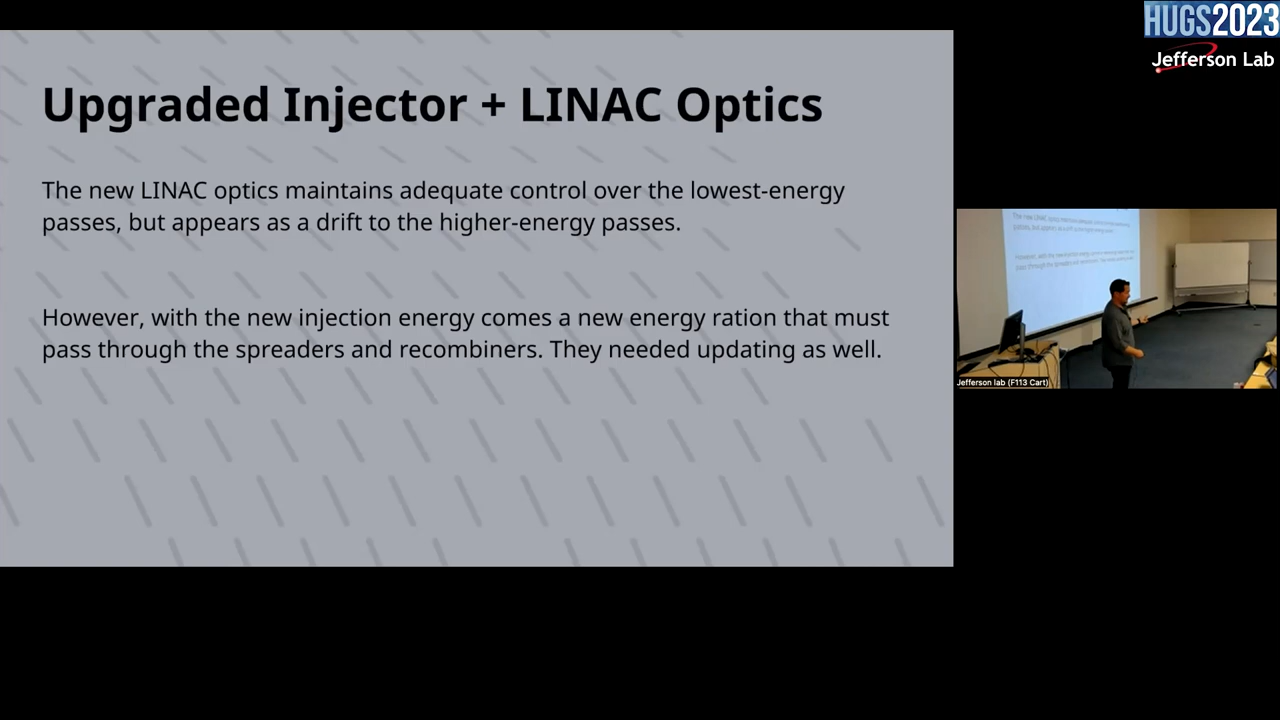 HUGS2023
Jefferson Lab
Upgraded Injector + LINAC Optics
The new LINAC optics maintains adequate control over the lowest-energy
passes, but appears as a drift to the higher-energy passes.
However, with the new injection energy comes a new energy ration that must
pass through the spreaders and recombiners. They needed updating as well.
Jefferson lab (F113 Cart)